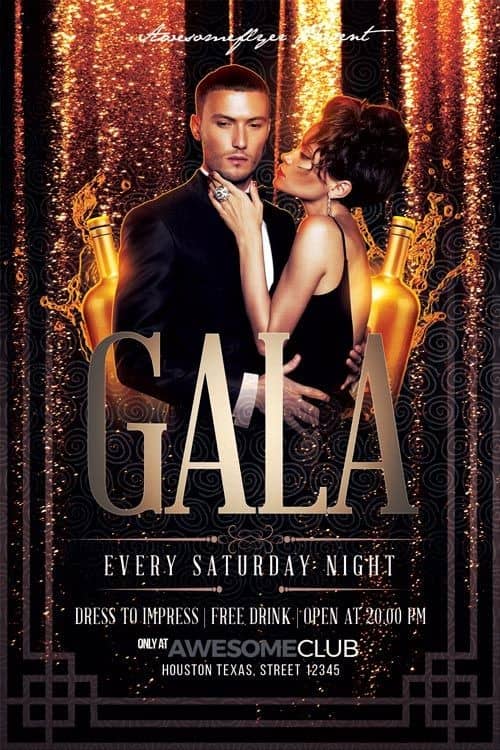 Awesomeflyer present
GALA
EVERY SATURDAY NIGHT
DRESS TO IMPRESS | FREE DRINK | OPEN AT 20.00 PM
ONLY AT AWESOMECLUB
HOUSTON TEXAS, STREET 12345